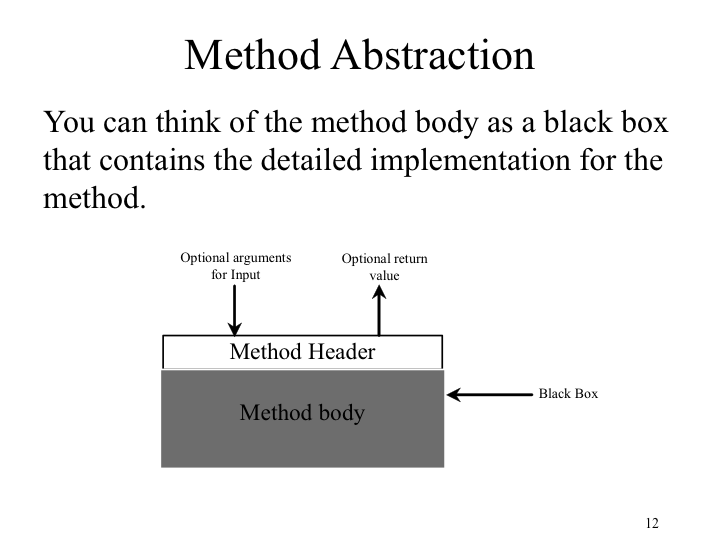 Method Abstraction
You can think of the method body as a black box
that contains the detailed implementation for the
method.
Optional arguments
for Input
Optional return
value
Method Header
Method body
Black Box
12